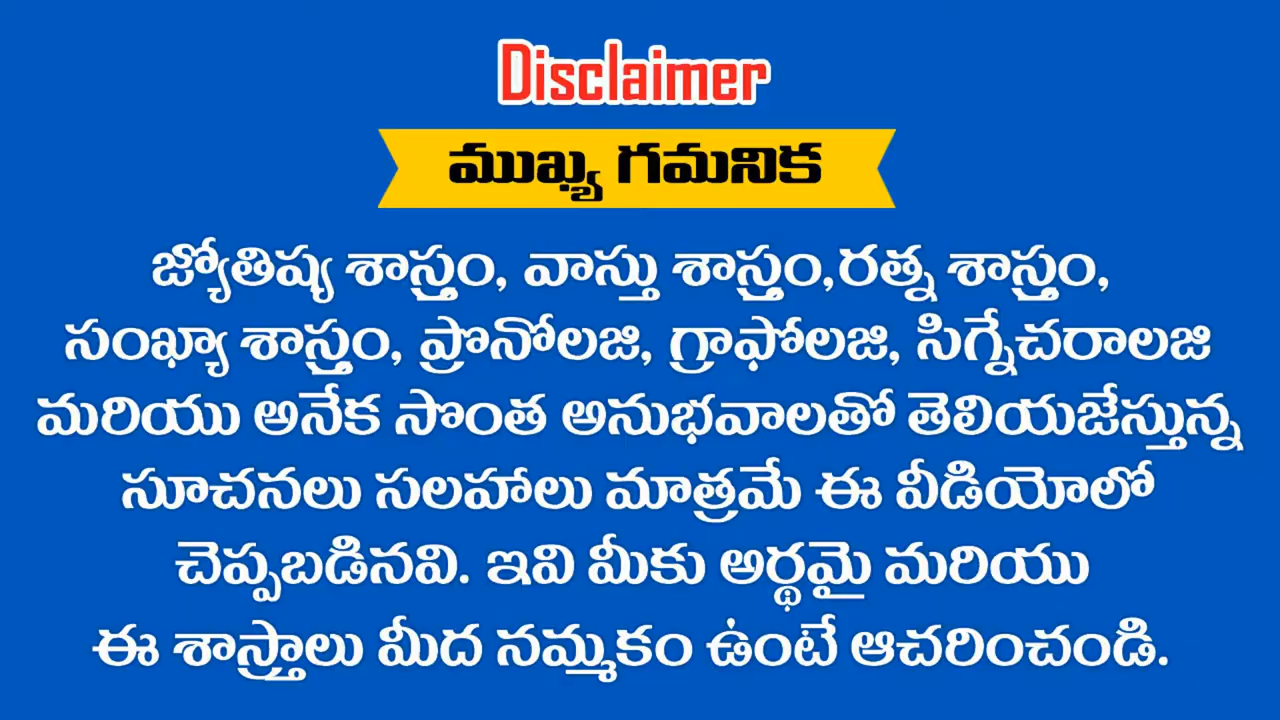 Disclaimer
ముఖ్య గమనిక
జ్యోతిష్య శాస్త్రం, వాస్తు శాస్త్రం,రత్న శాస్త్రం,
సంఖ్యా శాస్త్రం, ప్రొనోలజి, గ్రాఫోలజి, సిగ్నేచరాలజి
మరియు అనేక సొంత అనుభవాలతో తెలియజేస్తున్న
సూచనలు సలహాలు మాత్రమే ఈ వీడియోలో
చెప్పబడినవి. ఇవి మీకు అర్థమై మరియు
ఈ శాస్త్రాలు మీద నమ్మకం ఉంటే ఆచరించండి.